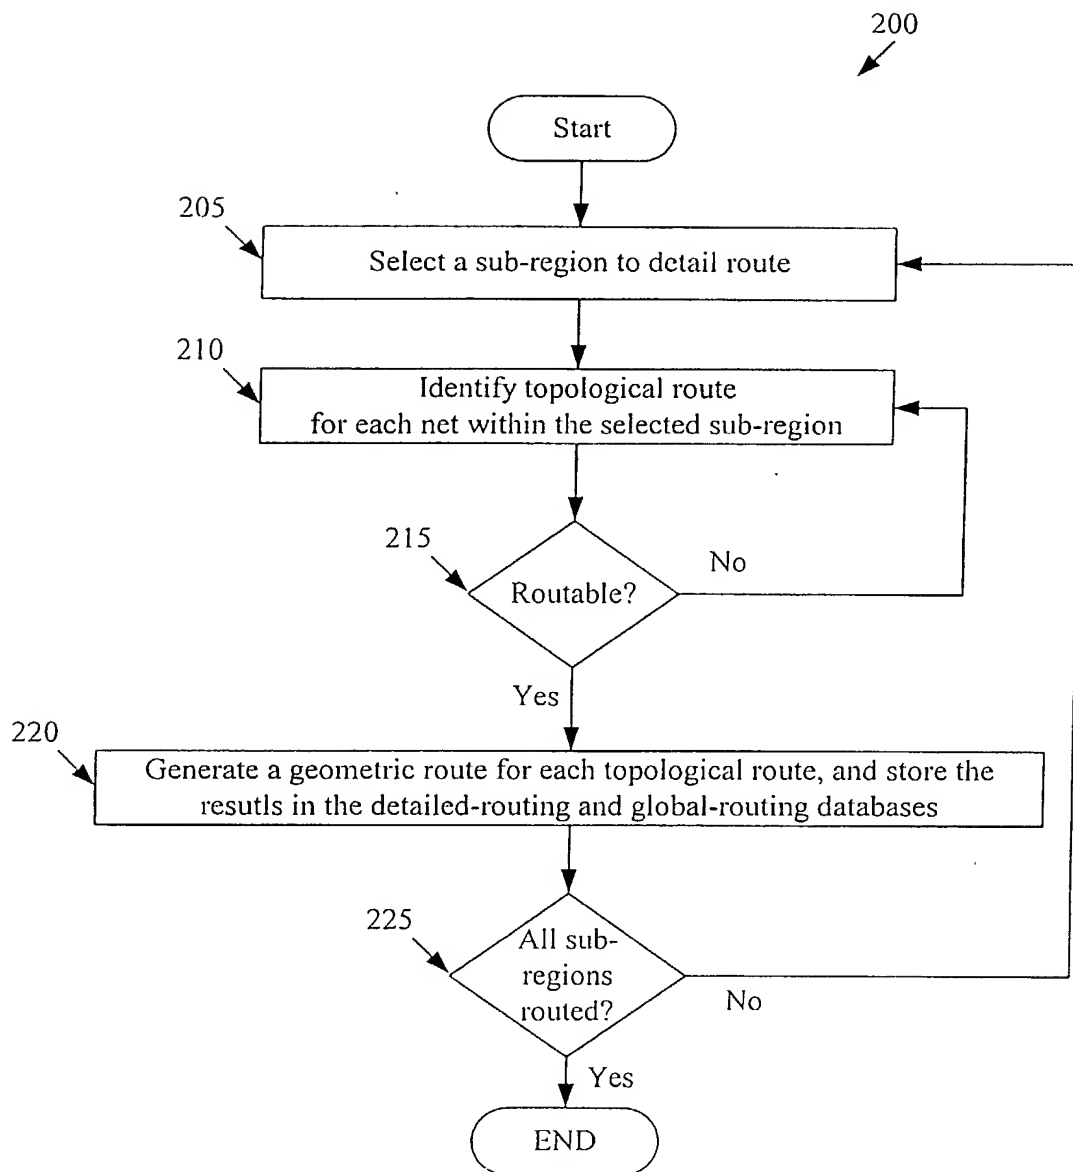 200
Start
205
Select a sub-region to detail route
210
Identify topological route
for each net within the selected sub-region
215
Routable?
No
Yes
220
Generate a geometric route for each topological route, and store the
resutls in the detailed-routing and global-routing databases
225
All sub-
regions
routed?
No
Yes
END